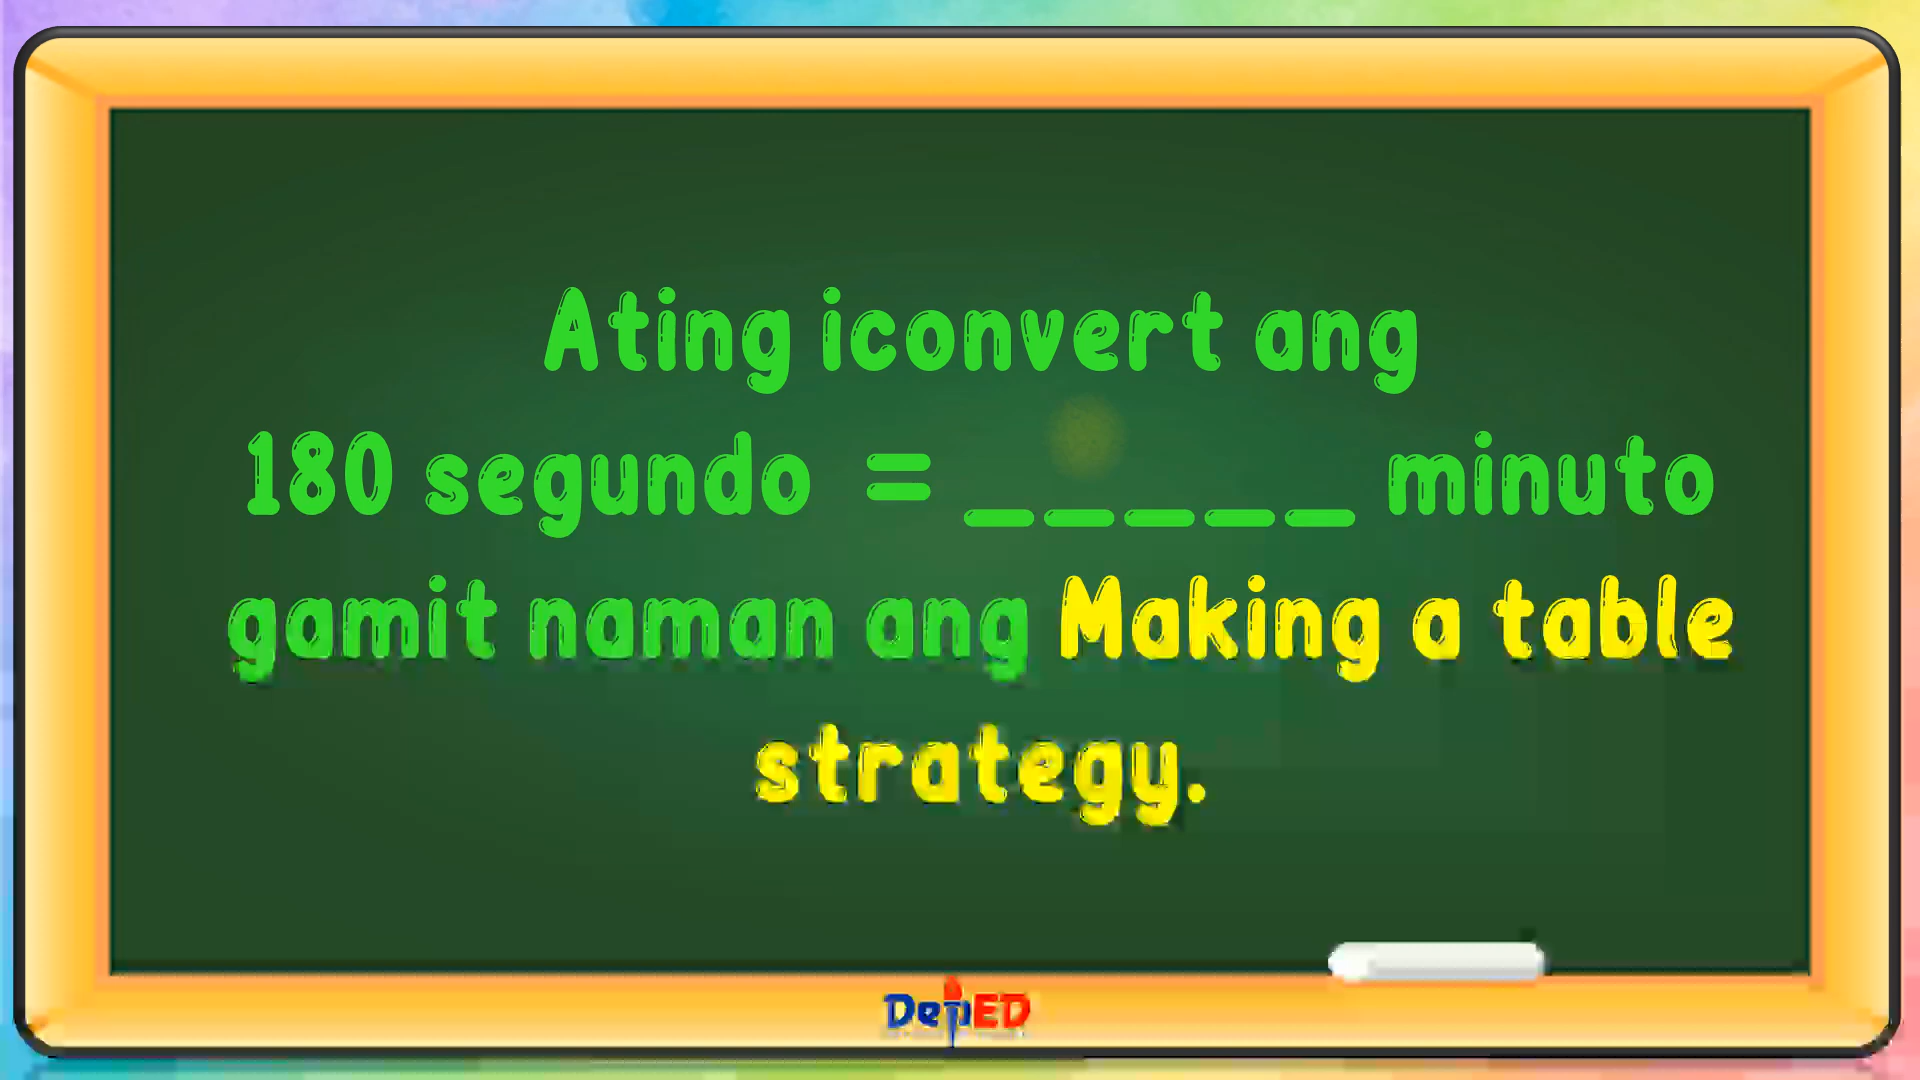 Ating iconvert ang
180 segundo = _____ minuto
gamit naman ang Making a table
strategy.
DepED